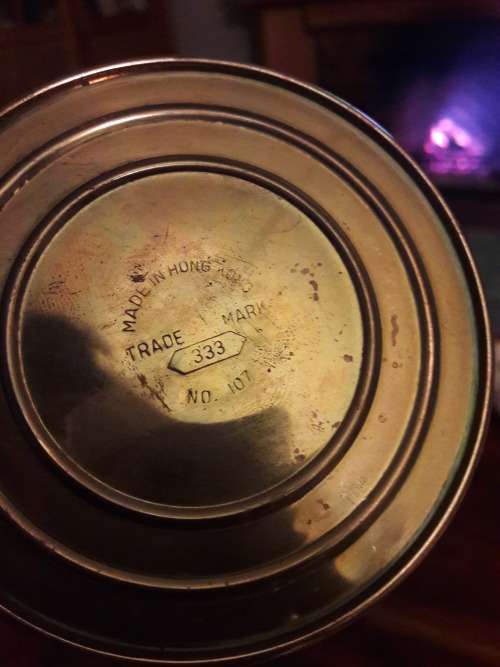 MADE IN HONG KONG
TRADE MARK
333
NO. 107